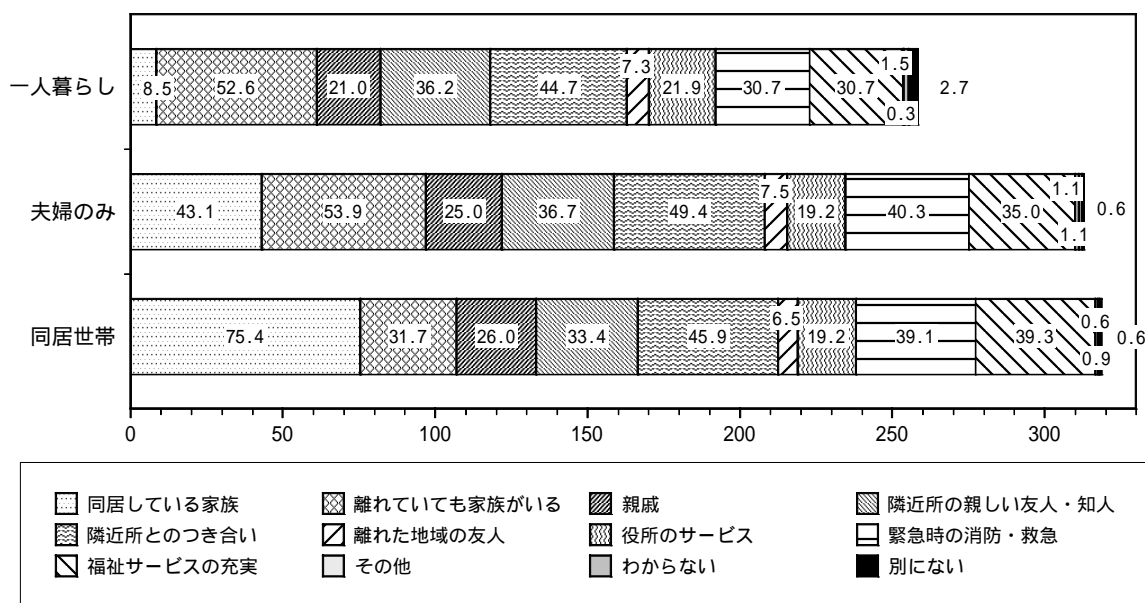 一人暮らし 8.5 52.6 21.0 36.2 44.7 7.3 21.9 30.7 30.7 1.5 0.3 2.7
夫婦のみ 43.1 53.9 25.0 36.7 49.4 7.5 19.2 40.3 35.0 1.1 1.1 0.6
同居世帯 75.4 31.7 26.0 33.4 45.9 6.5 19.2 39.1 39.3 0.6 0.9 0.6
0 50 100 150 200 250 300
同居している家族 離れていても家族がいる 親戚 隣近所の親しい友人・知人
隣近所とのつき合い 離れた地域の友人 役所のサービス 緊急時の消防・救急
福祉サービスの充実 その他 わからない 別にない